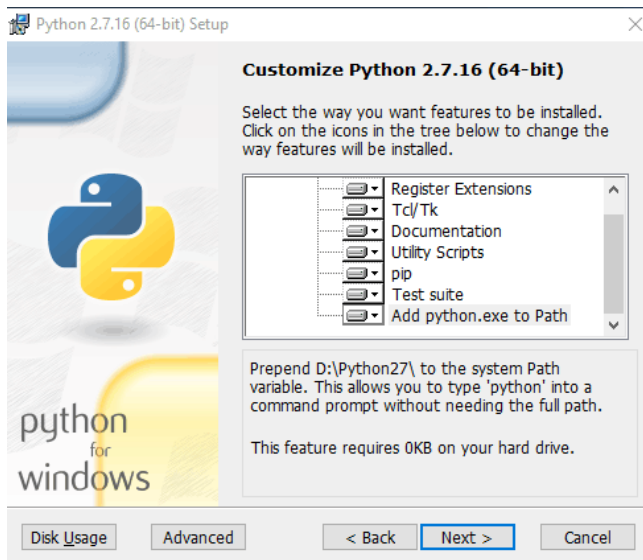 Python 2.7.16 (64-bit) Setup
Customize Python 2.7.16 (64-bit)
Select the way you want features to be installed.
Click on the icons in the tree below to change the
way features will be installed.
Register Extensions
Tcl/Tk
Documentation
Utility Scripts
pip
Test suite
Add python.exe to Path
Prepend D:\Python27\ to the system Path
variable. This allows you to type 'python' into a
command prompt without needing the full path.
This feature requires 0KB on your hard drive.
python
for
windows
Disk Usage
Advanced
< Back
Next >
Cancel